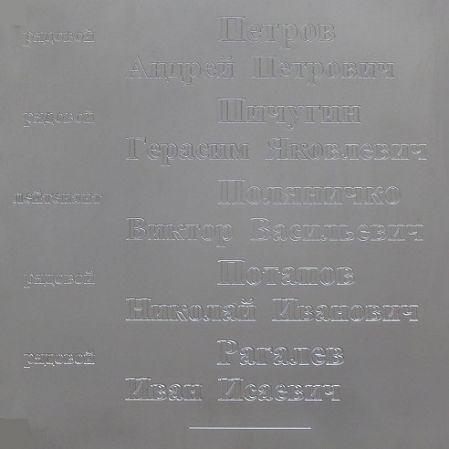 рядовой Петров
Андрей Петрович
рядовой Пичугин
Герасим Яковлевич
лейтенант Поляничко
Виктор Васильевич
рядовой Потапов
Николай Иванович
рядовой Рагалев
Иван Исаевич